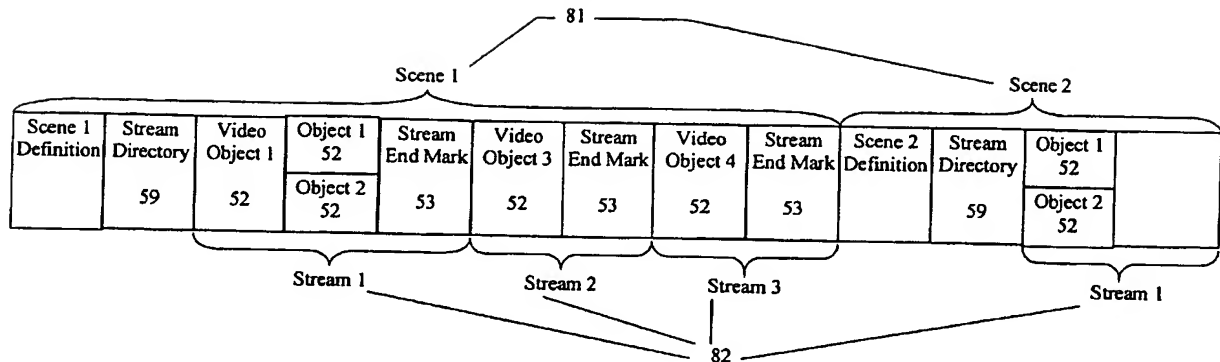 81
Scene 1
Scene 2
Scene 1
Definition
Stream
Directory
59
Video
Object 1
52
Object 1
52
Object 2
52
Stream
End Mark
53
Video
Object 3
52
Stream
End Mark
53
Video
Object 4
52
Stream
End Mark
53
Scene 2
Definition
Stream
Directory
59
Object 1
52
Object 2
52
Stream 1
Stream 2
Stream 3
Stream 1
82